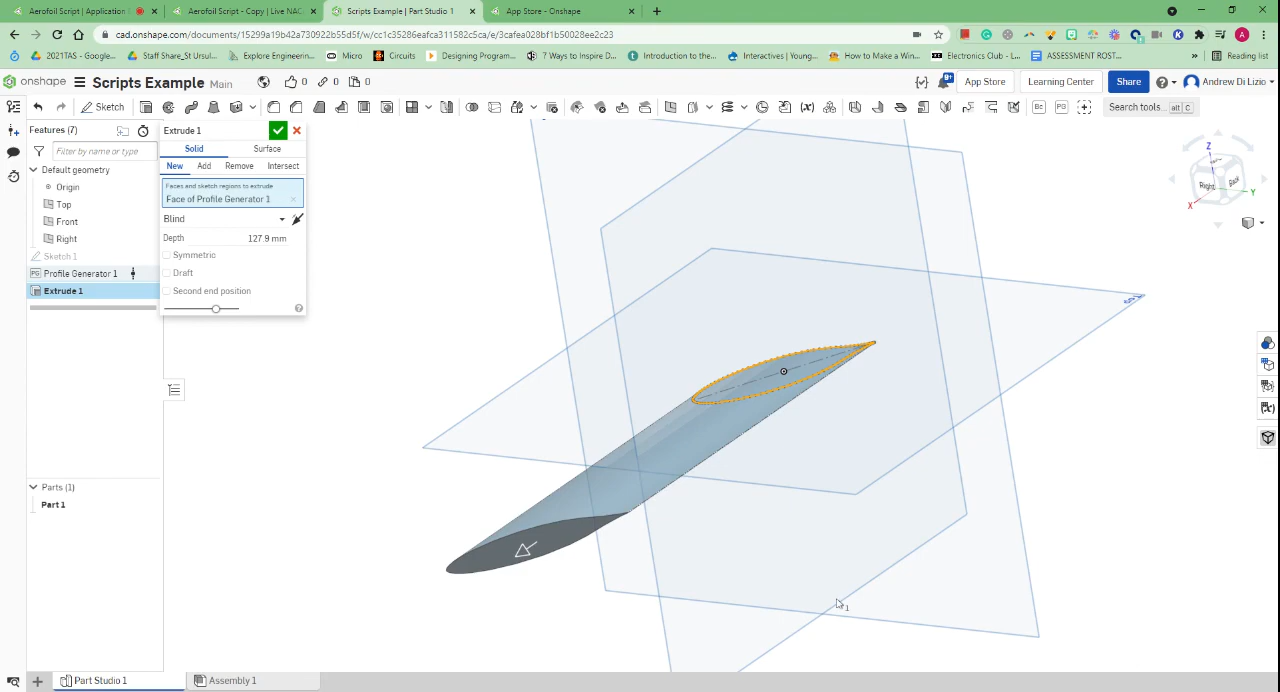 Aerofoil Script | Application
Aerofoil Script - Copy | Live NAC
Scripts Example | Part Studio 1
App Store - Onshape
cad.onshape.com/documents/15299a19b42a730922b55d5f/w/cc1c35286eafca311582c5ca/e/3cafea028bf1b50028ee2c23
Apps
2021TAS
Staff Share_St Ursul...
Explore Engineering...
Micro
Circuits
Designing Program...
7 Ways to Inspire D...
Introduction to the...
Interactives | Young...
How to Make a Win...
Electronics Club - L...
ASSESSMENT ROST...
Reading list
onshape
Scripts Example
Main
0
0
0
App Store
Learning Center
Share
Andrew Di Lizio
Sketch
Search tools...
alt
C
Features (7)
Filter by name or type
Default geometry
Origin
Top
Front
Right
Sketch 1
PG
Profile Generator 1
Extrude 1
Extrude 1
Solid
Surface
New
Add
Remove
Intersect
Faces and sketch regions to extrude
Face of Profile Generator 1
Blind
Depth
127.9 mm
Symmetric
Draft
Second end position
Parts (1)
Part 1
Z
Right
Back
X
Y
1
Part Studio 1
Assembly 1